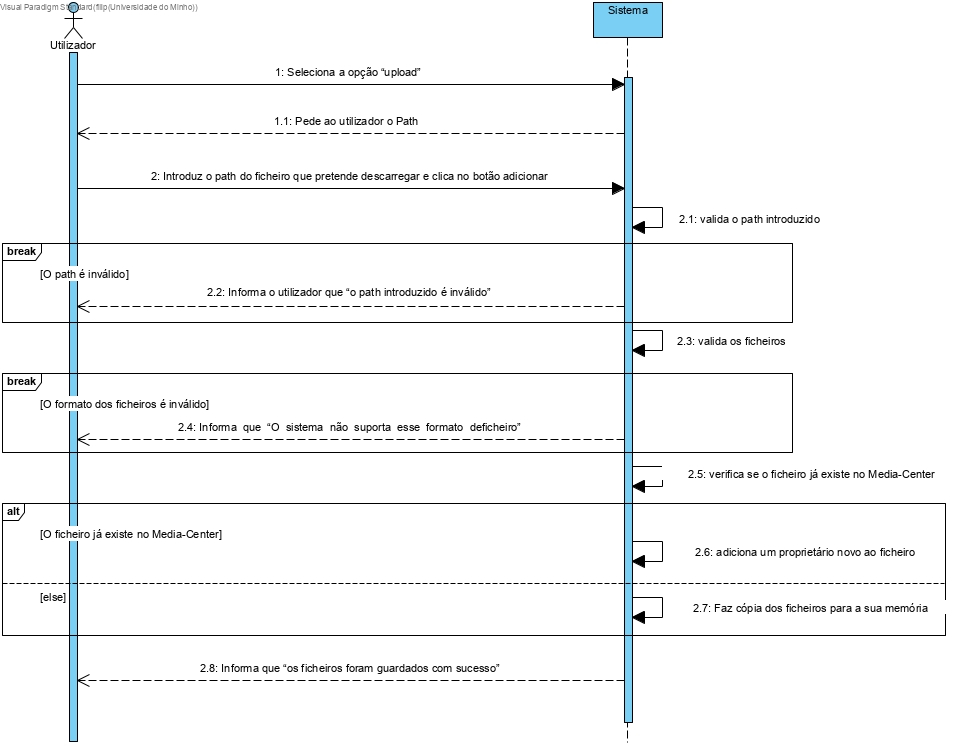 Visual Paradigm Standard(filip(Universidade do Minho))
Utilizador
Sistema
1: Seleciona a opção “upload”
1.1: Pede ao utilizador o Path
2: Introduz o path do ficheiro que pretende descarregar e clica no botão adicionar
2.1: valida o path introduzido
break
[O path é inválido]
2.2: Informa o utilizador que “o path introduzido é inválido”
2.3: valida os ficheiros
break
[O formato dos ficheiros é inválido]
2.4: Informa que “O sistema não suporta esse formato deficheiro”
2.5: verifica se o ficheiro já existe no Media-Center
alt
[O ficheiro já existe no Media-Center]
2.6: adiciona um proprietário novo ao ficheiro
[else]
2.7: Faz cópia dos ficheiros para a sua memória
2.8: Informa que “os ficheiros foram guardados com sucesso”